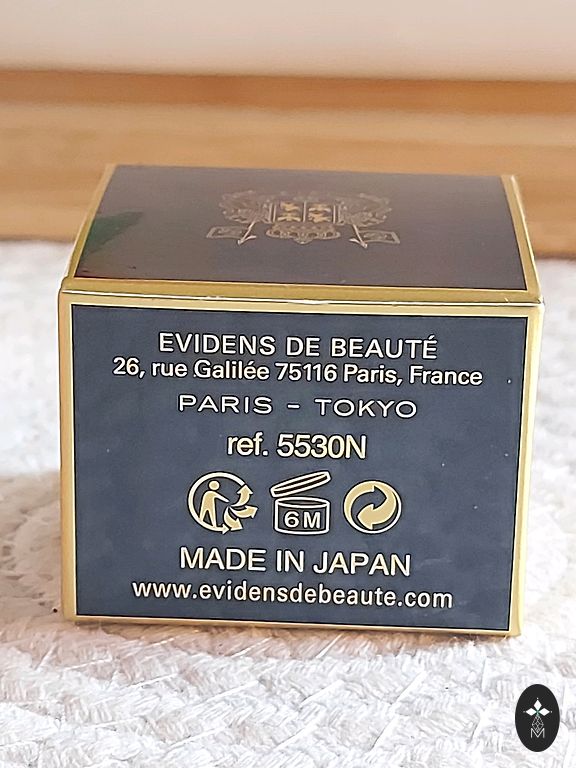 EVIDENS DE BEAUTÉ
26, rue Galilée 75116 Paris, France
PARIS - TOKYO
ref. 5530N
6M
MADE IN JAPAN
www.evidensdebeaute.com
M